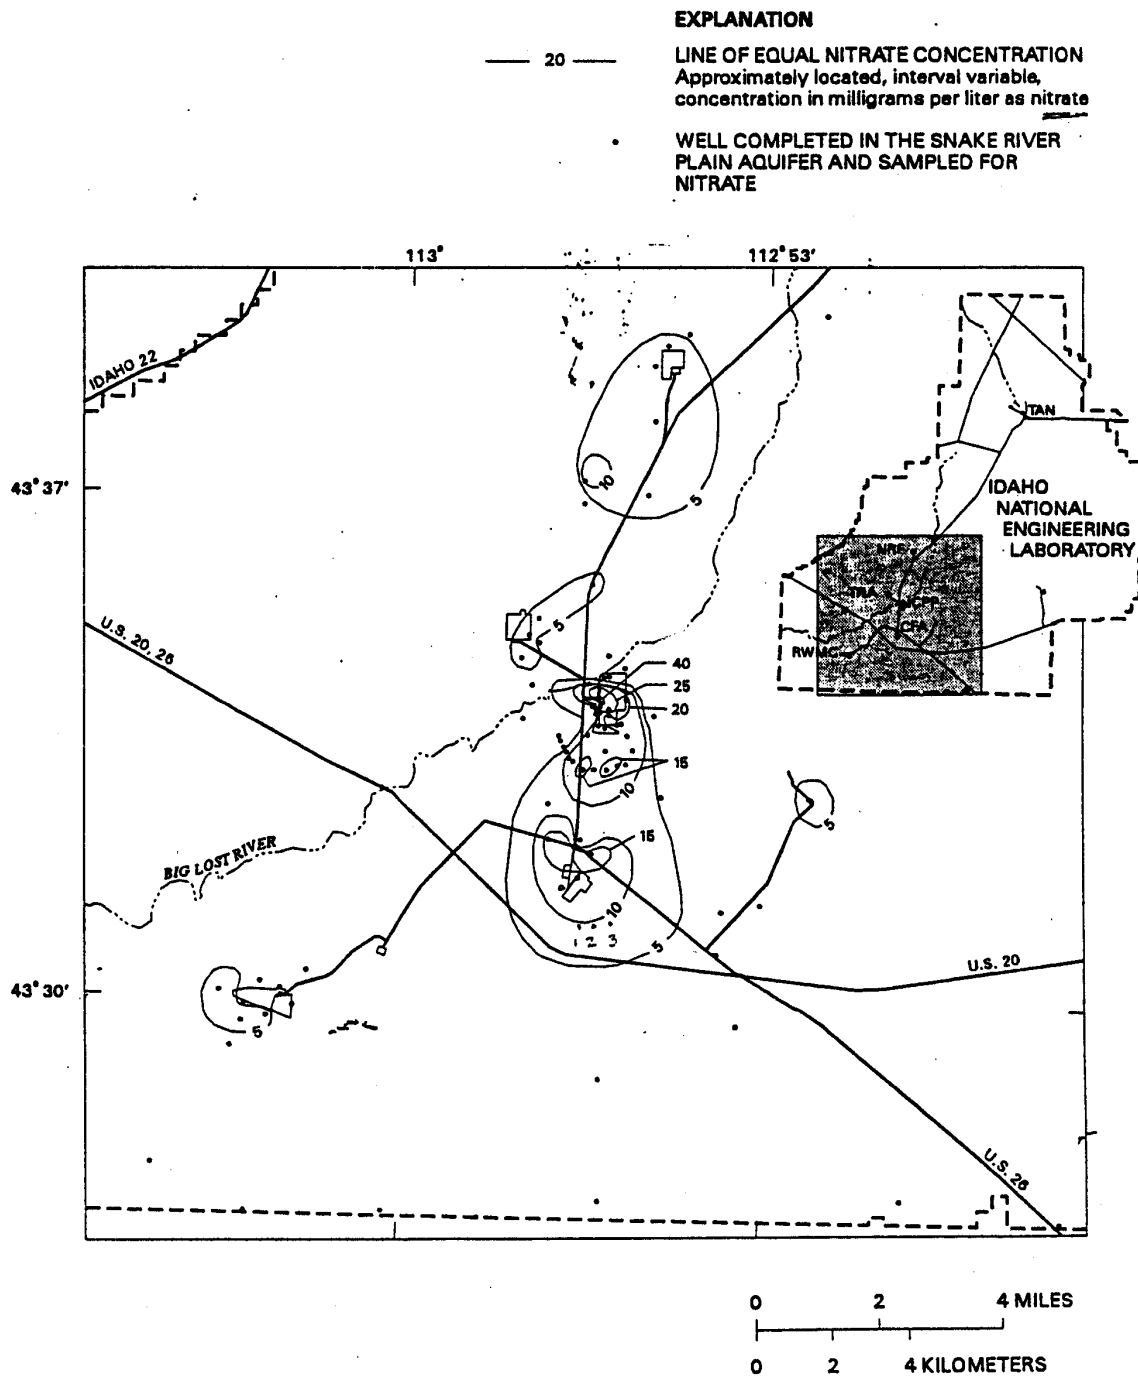 EXPLANATION
— 20 —
LINE OF EQUAL NITRATE CONCENTRATION
Approximately located, interval variable,
concentration in milligrams per liter as nitrate
WELL COMPLETED IN THE SNAKE RIVER
PLAIN AQUIFER AND SAMPLED FOR
NITRATE
113°
112°53'
IDAHO 22
TAN
43°37'
10
5
IDAHO
NATIONAL
ENGINEERING
LABORATORY
NRF
TRA
ICPP
CFA
RWMC
U.S. 20, 26
5
40
25
20
15
10
5
BIG LOST RIVER
15
10
1 2 3
5
U.S. 20
43°30'
5
U.S. 26
0 2 4 MILES
0 2 4 KILOMETERS